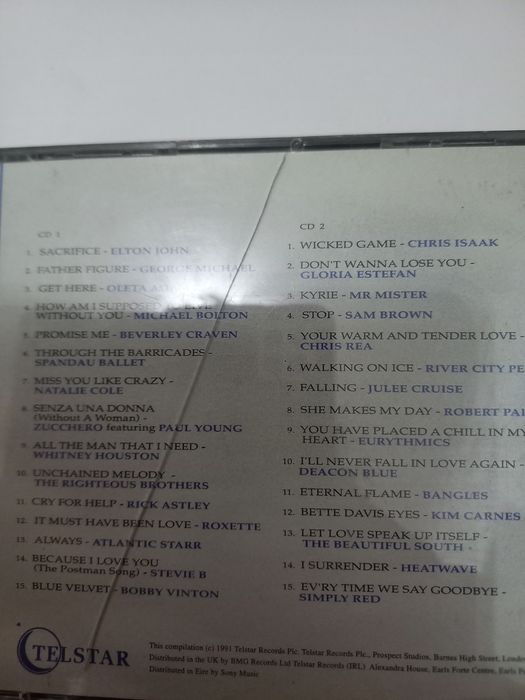 CD 1
1. SACRIFICE - ELTON JOHN
2. FATHER FIGURE - GEORGE MICHAEL
3. GET HERE - OLETA
4. HOW AM I SUPPOSED
WITHOUT YOU - MICHAEL BOLTON
5. PROMISE ME - BEVERLEY CRAVEN
6. THROUGH THE BARRICADES -
SPANDAU BALLET
7. MISS YOU LIKE CRAZY -
NATALIE COLE
8. SENZA UNA DONNA
(Without A Woman) -
ZUCCHERO featuring PAUL YOUNG
9. ALL THE MAN THAT I NEED -
WHITNEY HOUSTON
10. UNCHAINED MELODY -
THE RIGHTEOUS BROTHERS
11. CRY FOR HELP - RICK ASTLEY
12. IT MUST HAVE BEEN LOVE - ROXETTE
13. ALWAYS - ATLANTIC STARR
14. BECAUSE I LOVE YOU
(The Postman Song) - STEVIE B
15. BLUE VELVET - BOBBY VINTON
CD 2
1. WICKED GAME - CHRIS ISAAK
2. DON'T WANNA LOSE YOU -
GLORIA ESTEFAN
3. KYRIE - MR MISTER
4. STOP - SAM BROWN
5. YOUR WARM AND TENDER LOVE -
CHRIS REA
6. WALKING ON ICE - RIVER CITY PE
7. FALLING - JULEE CRUISE
8. SHE MAKES MY DAY - ROBERT PAL
9. YOU HAVE PLACED A CHILL IN MY
HEART - EURYTHMICS
10. I'LL NEVER FALL IN LOVE AGAIN -
DEACON BLUE
11. ETERNAL FLAME - BANGLES
12. BETTE DAVIS EYES - KIM CARNES
13. LET LOVE SPEAK UP ITSELF -
THE BEAUTIFUL SOUTH
14. I SURRENDER - HEATWAVE
15. EV'RY TIME WE SAY GOODBYE -
SIMPLY RED
TELSTAR
This compilation (c) 1991 Telstar Records Plc. Telstar Records Plc., Prospect Studios, Barnes High Street, Londo
Distributed in the UK by BMG Records Ltd Telstar Records (IRL) Alexandra House, Earls Forte Centre, Earls F
Distributed in Eire by Sony Music